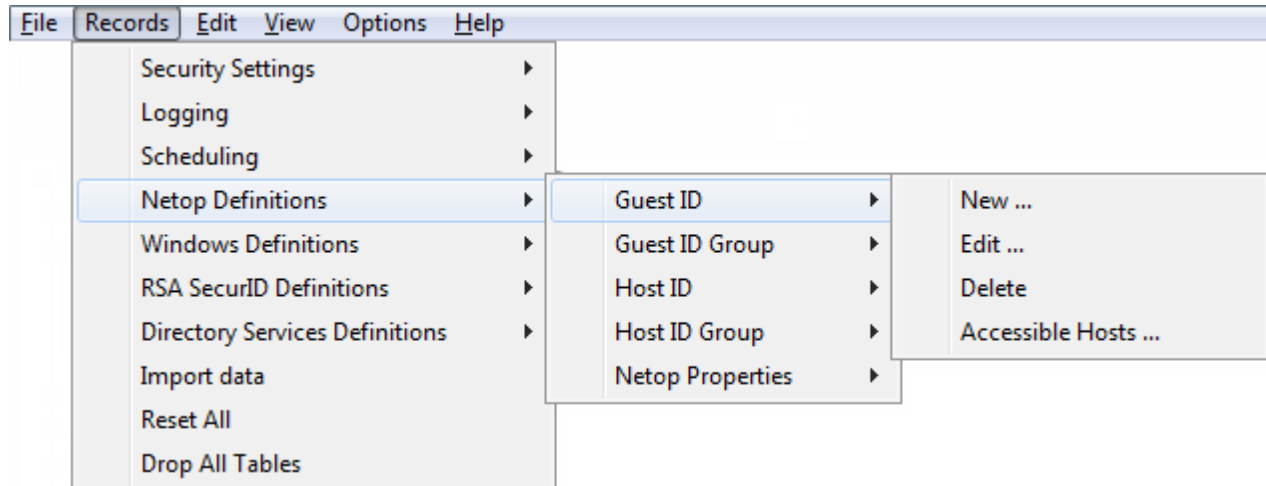 File Records Edit View Options Help
Security Settings
Logging
Scheduling
Netop Definitions
Windows Definitions
RSA SecurID Definitions
Directory Services Definitions
Import data
Reset All
Drop All Tables
Guest ID
Guest ID Group
Host ID
Host ID Group
Netop Properties
New ...
Edit ...
Delete
Accessible Hosts ...